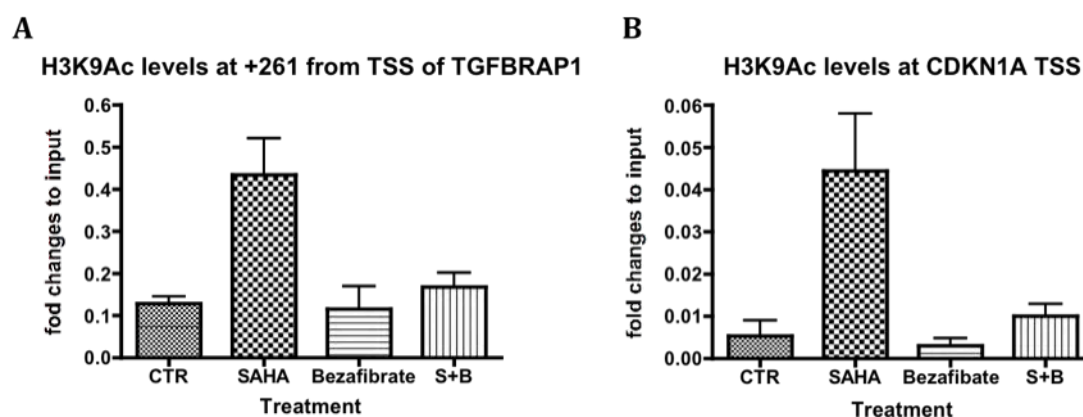 A
H3K9Ac levels at +261 from TSS of TGFBRAP1
fod changes to input
0.6
0.5
0.4
0.3
0.2
0.1
0.0
CTR
SAHA
Bezafibrate
S+B
Treatment
B
H3K9Ac levels at CDKN1A TSS
fold changes to input
0.06
0.05
0.04
0.03
0.02
0.01
0.00
CTR
SAHA
Bezafibate
S+B
Treatment